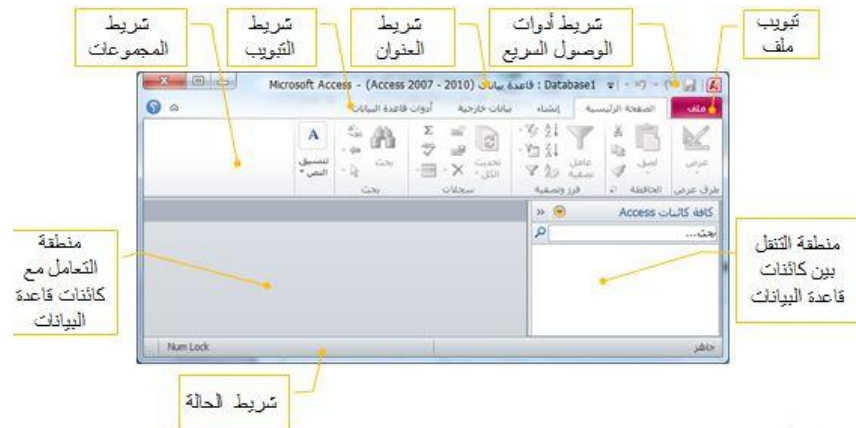 تبويب
ملف
شريط أدوات
الوصول السريع
شريط
العنوان
شريط
التبويب
شريط
المجموعات
Database1 : قاعدة بيانات (Access 2007 - 2010) - Microsoft Access
ملف
الصفحة الرئيسية
إنشاء
بيانات خارجية
أدوات قاعدة البيانات
عرض
لصق
عامل
تصفية
تحديث
الكل
بحث
تنسيق
النص
طرق عرض
الحافظة
فرز وتصفية
سجلات
بحث
كافة كائنات Access
بحث...
منطقة التنقل
بين كائنات
قاعدة البيانات
منطقة
التعامل مع
كائنات قاعدة
البيانات
جاهز
Num Lock
شريط الحالة